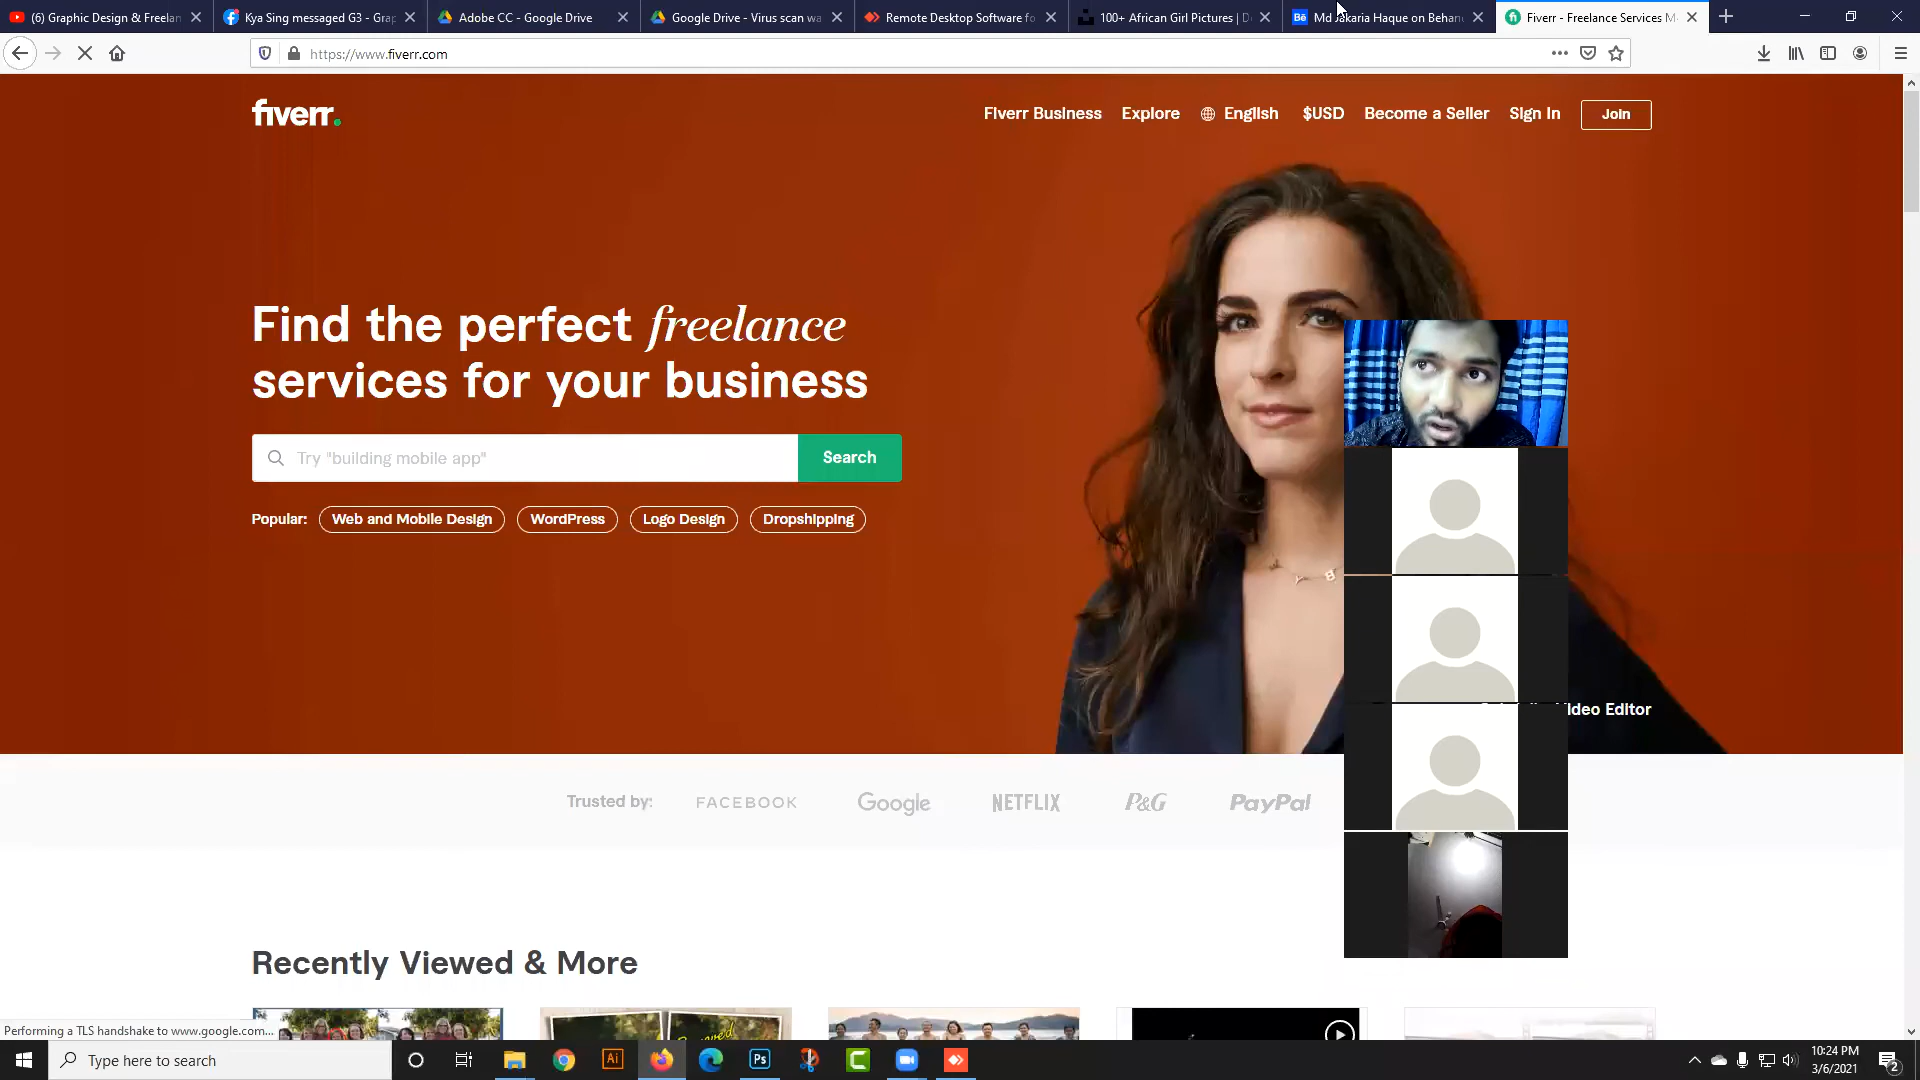 (6) Graphic Design & Freelan
Kya Sing messaged G3 - Grap
Adobe CC - Google Drive
Google Drive - Virus scan wa
Remote Desktop Software fo
100+ African Girl Pictures | D
Md Jakaria Haque on Behan
Fiverr - Freelance Services M
https://www.fiverr.com
fiverr.
Fiverr Business
Explore
English
$USD
Become a Seller
Sign In
Join
Find the perfect freelance
services for your business
Try "building mobile app"
Search
Popular:
Web and Mobile Design
WordPress
Logo Design
Dropshipping
Video Editor
Trusted by:
FACEBOOK
Google
NETFLIX
P&G
PayPal
Recently Viewed & More
Performing a TLS handshake to www.google.com...
Type here to search
Ai
Ps
10:24 PM
3/6/2021
2